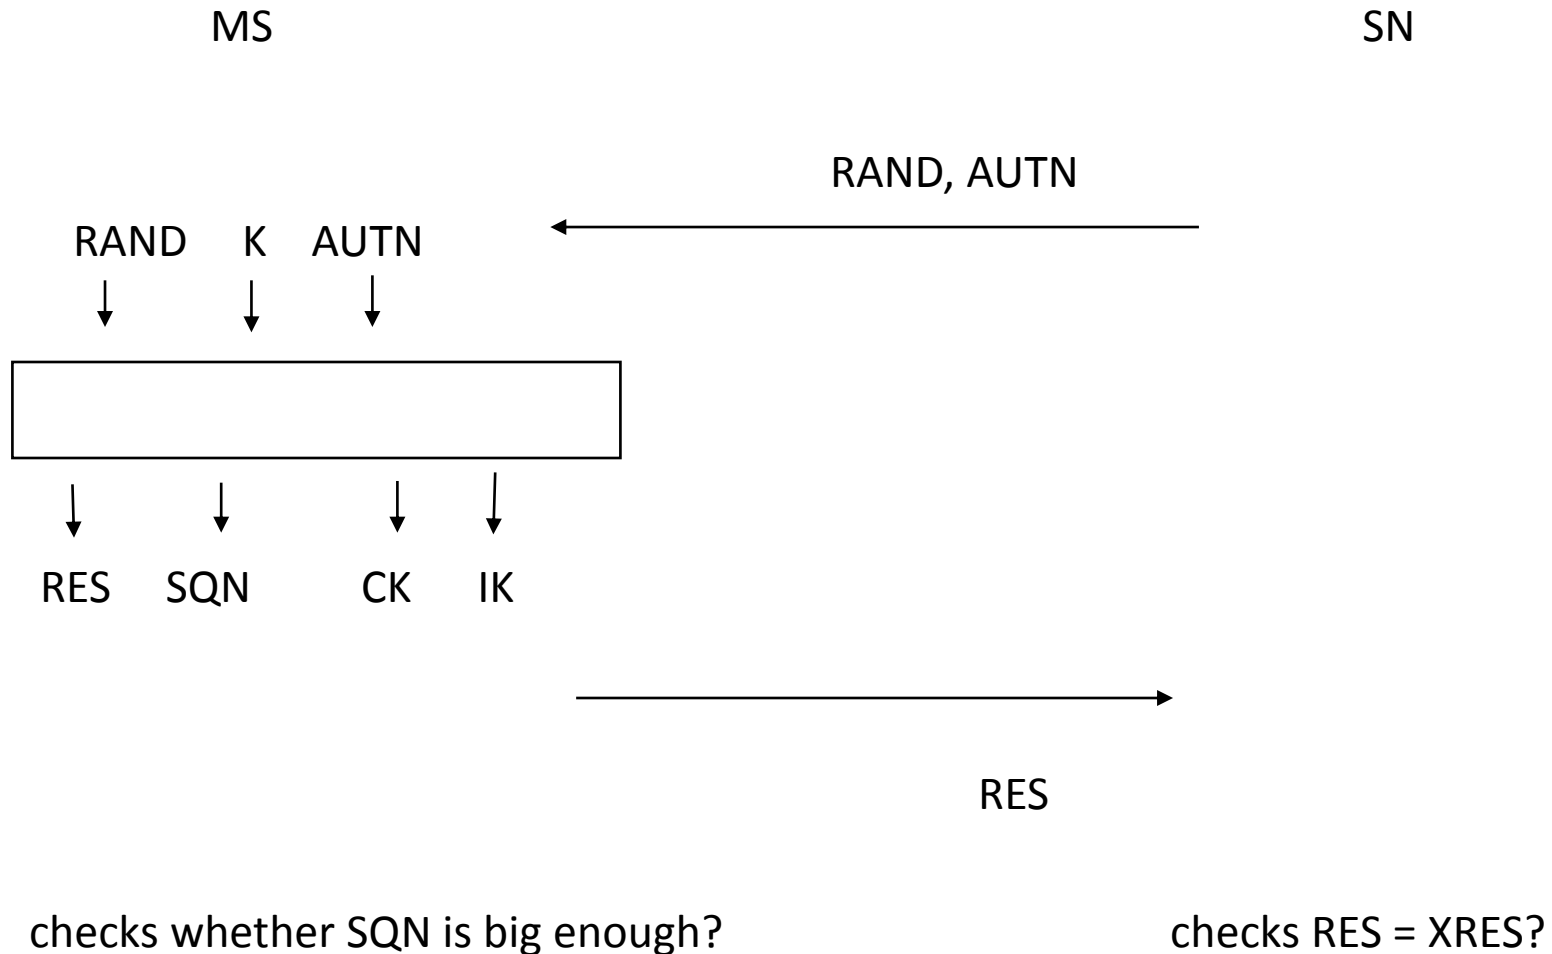 MS SN
RAND, AUTN
RAND K AUTN
RES SQN CK IK
RES
checks whether SQN is big enough? checks RES = XRES?